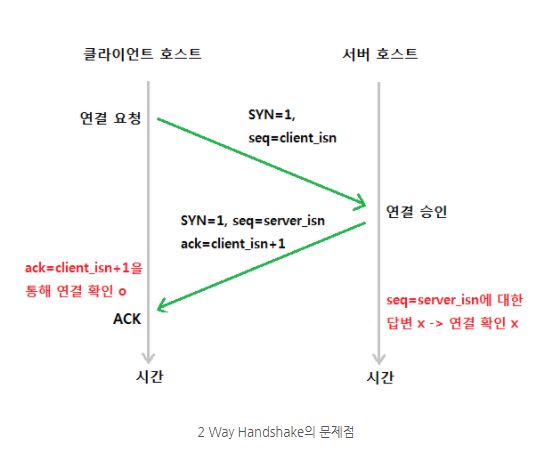 클라이언트 호스트
서버 호스트
연결 요청
SYN=1,
seq=client_isn
연결 승인
SYN=1, seq=server_isn
ack=client_isn+1
ack=client_isn+1을
통해 연결 확인 o
ACK
seq=server_isn에 대한
답변 x -> 연결 확인 x
시간
시간
2 Way Handshake의 문제점